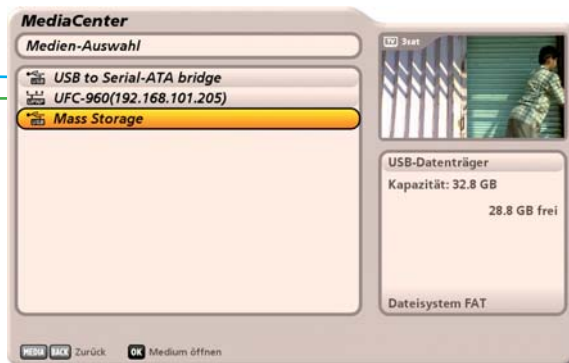 MediaCenter
Medien-Auswahl
USB to Serial-ATA bridge
UFC-960(192.168.101.205)
Mass Storage
TV 3sat
USB-Datenträger
Kapazität: 32.8 GB
28.8 GB frei
Dateisystem FAT
MEDIA BACK Zurück OK Medium öffnen